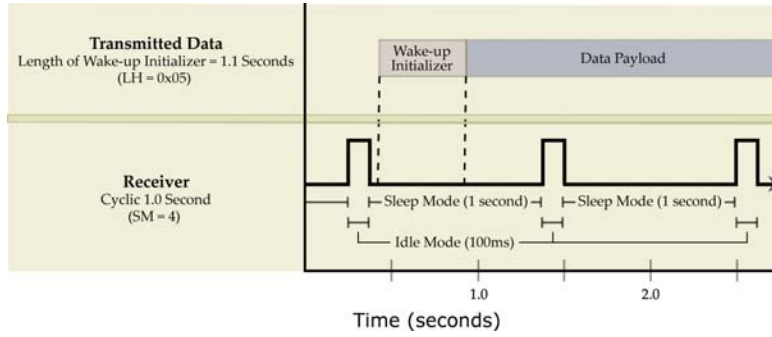 Transmitted Data
Length of Wake-up Initializer = 1.1 Seconds
(LH = 0x05)
Wake-up
Initializer
Data Payload
Receiver
Cyclic 1.0 Second
(SM = 4)
Sleep Mode (1 second)
Sleep Mode (1 second)
Idle Mode (100ms)
1.0
2.0
Time (seconds)